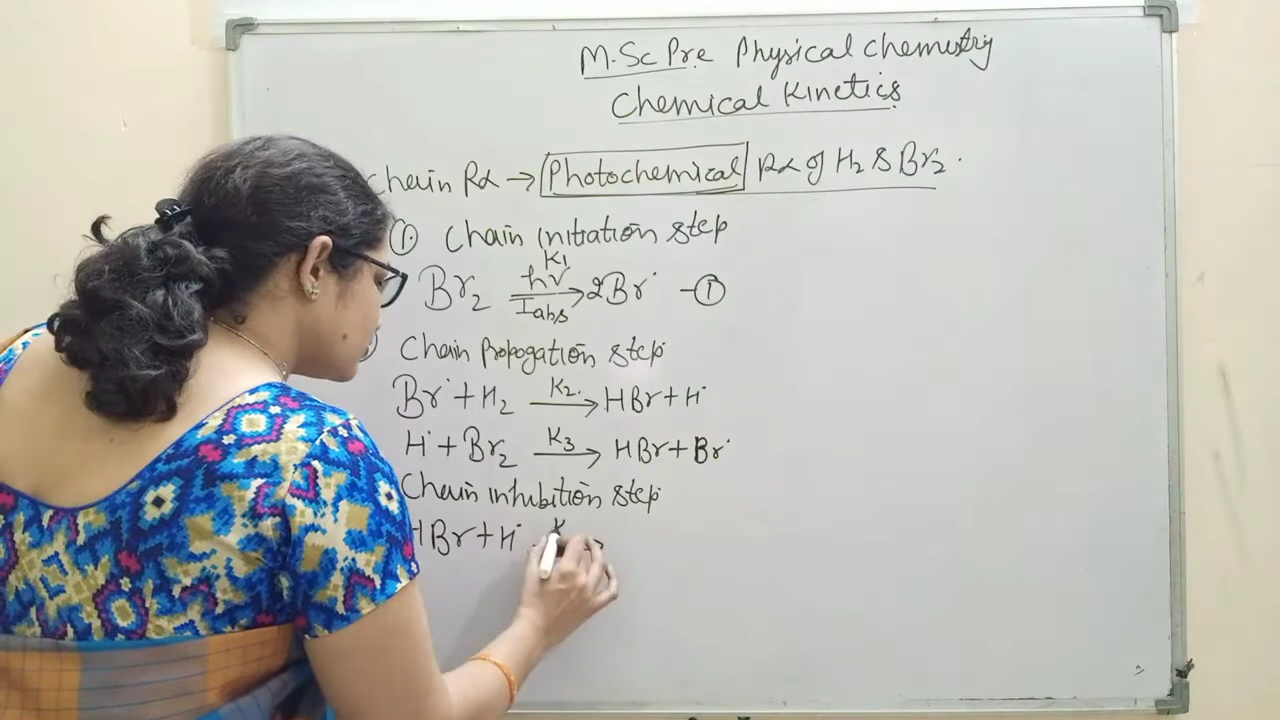 M.Sc Pre Physical chemistry
Chemical Kinetics
Chain Rx → Photochemical Rx of H₂ & Br₂.
① Chain initation step
K₁
Br₂ hν → 2Br˙ -①
Iabs
Chain Propogation step
Br˙ + H₂ K₂. → HBr + H˙
H˙ + Br₂ K₃ → HBr + Br˙
Chain inhibition step
HBr + H˙ K →